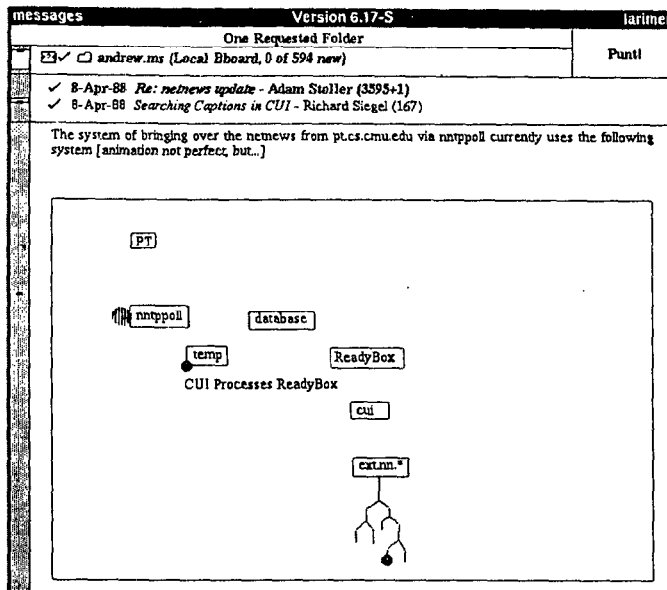 messages Version 6.17-S larimer
One Requested Folder
andrew.ms (Local Bboard, 0 of 594 new)
Punt!
8-Apr-88 Re: netnews update - Adam Stoller (3595+1)
8-Apr-88 Searching Captions in CUI - Richard Siegel (167)
The system of bringing over the netnews from pt.cs.cmu.edu via nntppoll currently uses the following
system [animation not perfect, but...]
PT
nntppoll database
temp ReadyBox
CUI Processes ReadyBox
cui
ext.nn.*